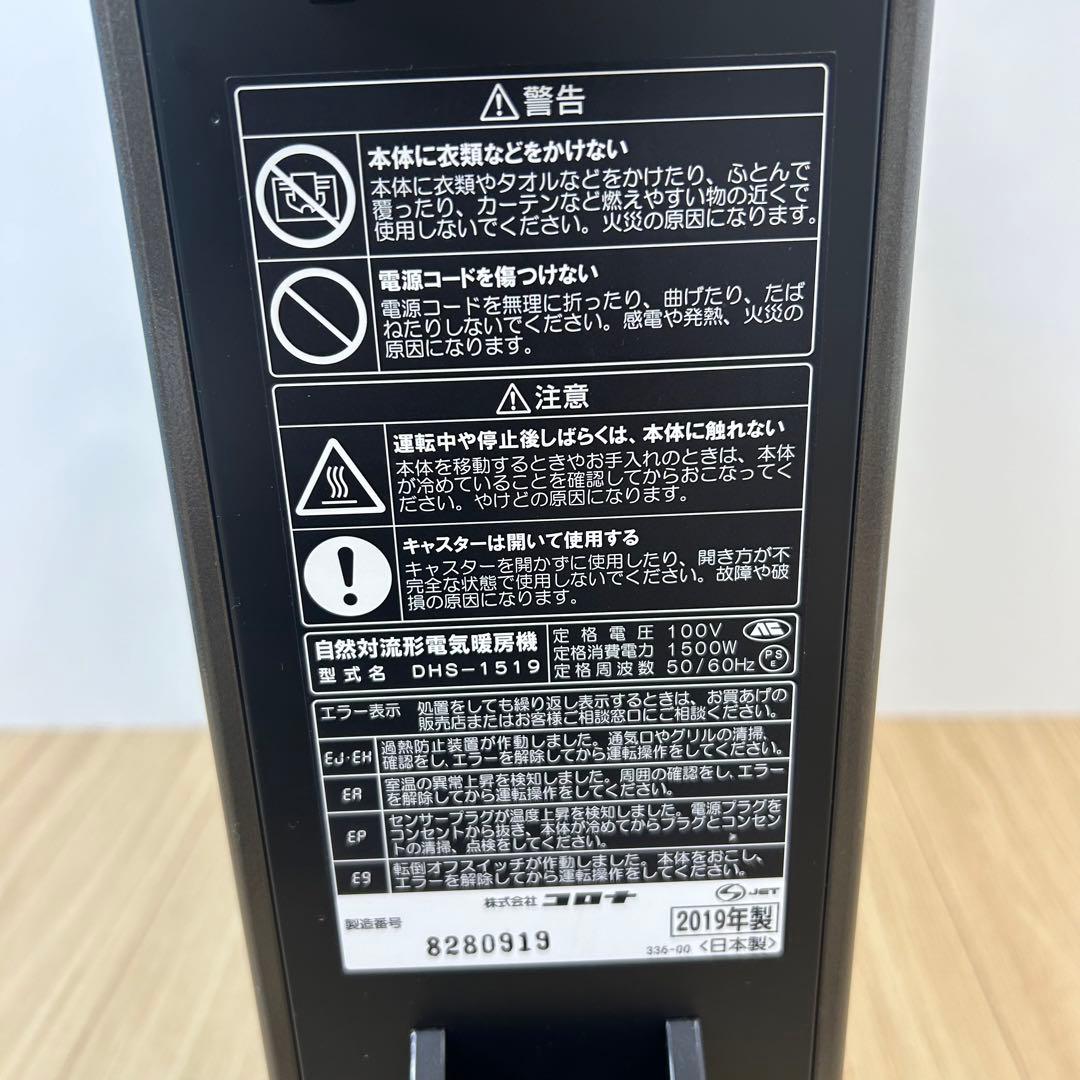 ⚠警告
本体に衣類などをかけない
本体に衣類やタオルなどをかけたり、ふとんで
覆ったり、カーテンなど燃えやすい物の近くで
使用しないでください。火災の原因になります。
電源コードを傷つけない
電源コードを無理に折ったり、曲げたり、たば
ねたりしないでください。感電や発熱、火災の
原因になります。
⚠注意
運転中や停止後しばらくは、本体に触れない
本体を移動するときやお手入れのときは、本体
が冷めていることを確認してからおこなってく
ださい。やけどの原因になります。
キャスターは開いて使用する
キャスターを開かずに使用したり、開き方が不
完全な状態で使用しないでください。故障や破
損の原因になります。
自然対流形電気暖房機
型式名 DHS-1519
定格電圧 100V
定格消費電力 1500W
定格周波数 50/60Hz
PS
E
エラー表示 処置をしても繰り返し表示するときは、お買あげの
販売店またはお客様ご相談窓口にご相談ください。
EJ・EH 過熱防止装置が作動しました。通気口やグリルの清掃、
確認をし、エラーを解除してから運転操作をしてください。
EA 室温の異常上昇を検知しました。周囲の確認をし、エラー
を解除してから運転操作をしてください。
EP センサープラグが温度上昇を検知しました。電源プラグを
コンセントから抜き、本体が冷めてからプラグとコンセン
トの清掃、点検をしてください。
E9 転倒オフスイッチが作動しました。本体をおこし、
エラーを解除してから運転操作をしてください。
株式会社 コロナ
JET
製造番号
8280919
2019年製
336-00 <日本製>